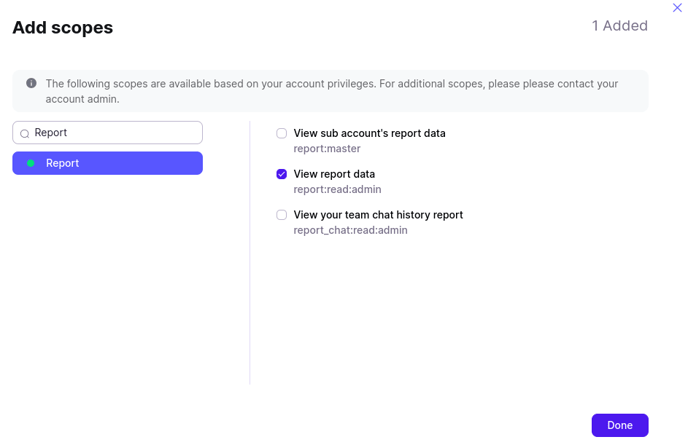 Add scopes
1 Added
The following scopes are available based on your account privileges. For additional scopes, please please contact your
account admin.
Report
Report
View sub account's report data
report:master
View report data
report:read:admin
View your team chat history report
report_chat:read:admin
Done